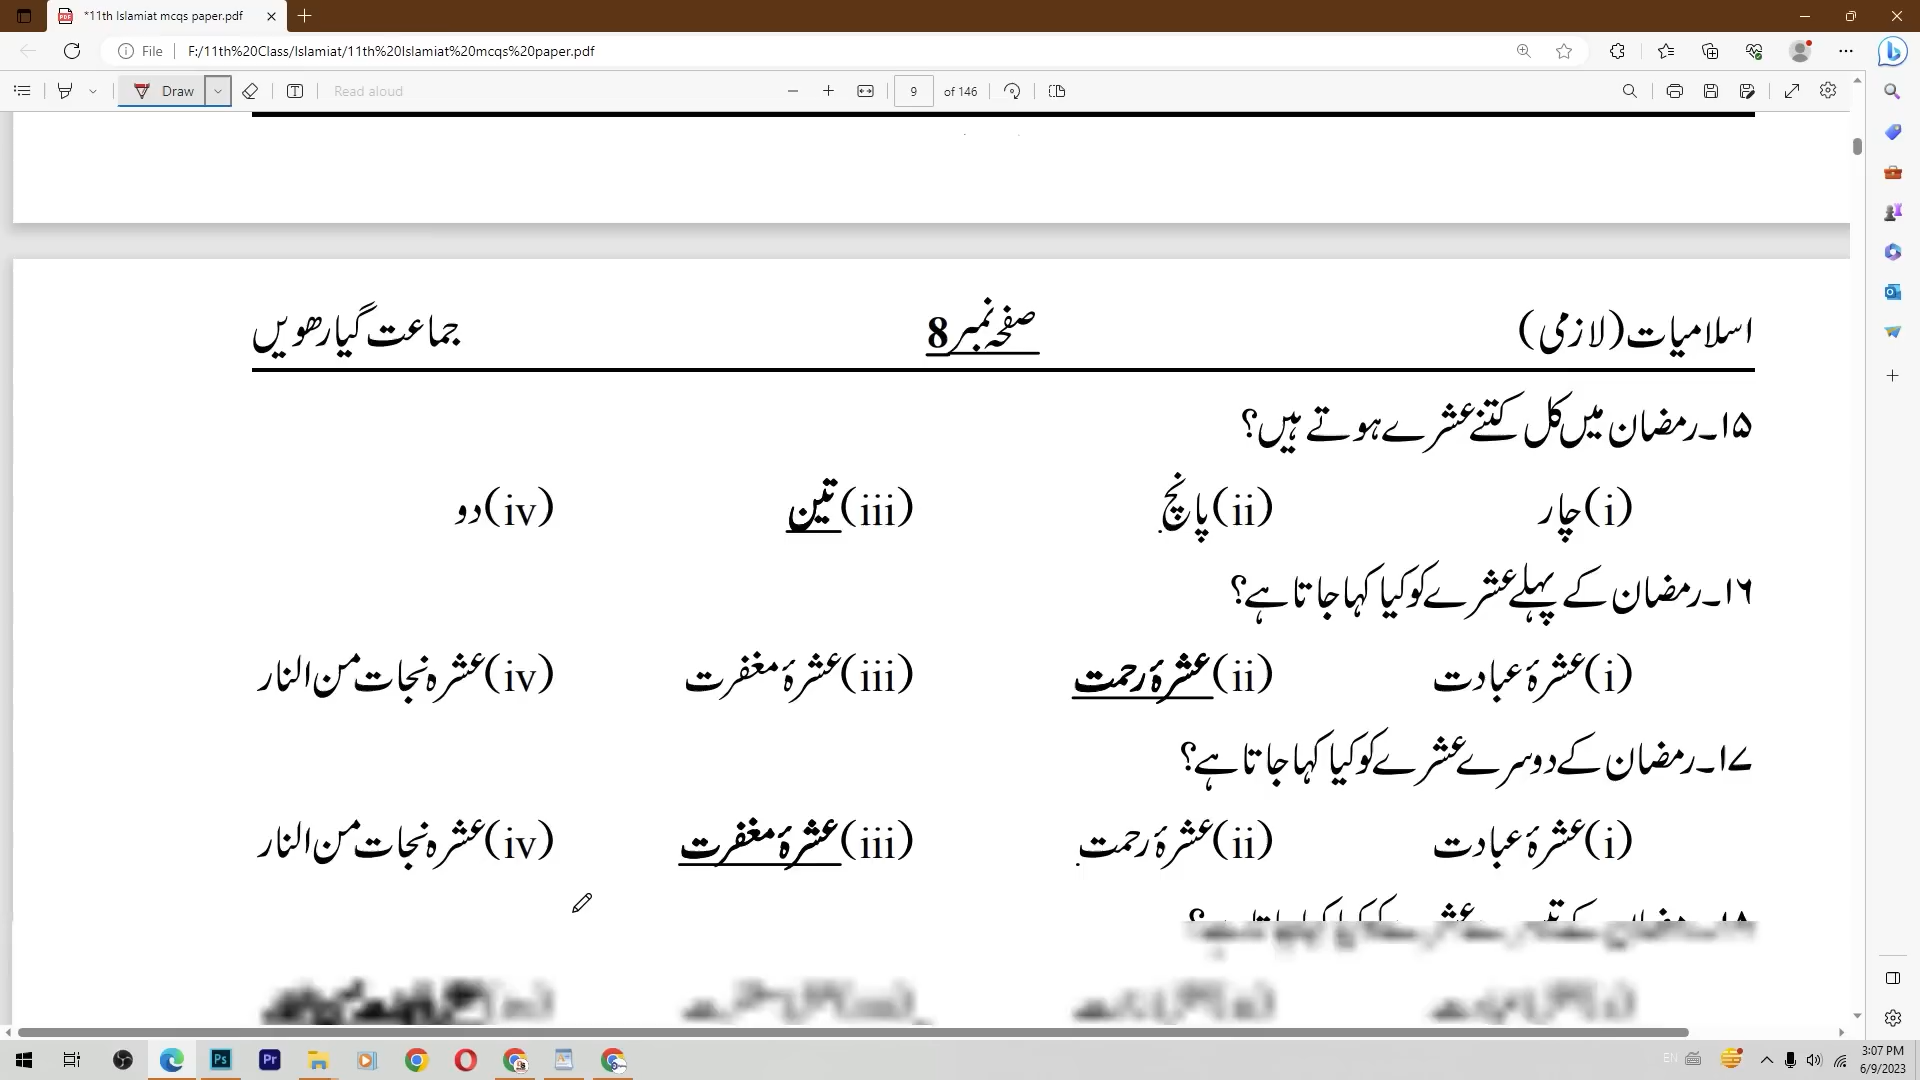 *11th Islamiat mcqs paper.pdf
File F:/11th%20Class/Islamiat/11th%20Islamiat%20mcqs%20paper.pdf
Draw Read aloud 9 of 146
اسلامیات(لازمی) صفحہ نمبر 8 جماعت گیارھویں
۱۵۔رمضان میں کل کتنے عشرے ہوتے ہیں؟
(i)چار (ii)پانچ (iii)تین (iv)دو
۱۶۔رمضان کے پہلے عشرے کو کیا کہا جاتا ہے؟
(i)عشرۂ عبادت (ii)عشرۂ رحمت (iii)عشرۂ مغفرت (iv)عشرہ نجات من النار
۱۷۔رمضان کے دوسرے عشرے کو کیا کہا جاتا ہے؟
(i)عشرۂ عبادت (ii)عشرۂ رحمت (iii)عشرۂ مغفرت (iv)عشرہ نجات من النار
EN 3:07 PM
6/9/2023